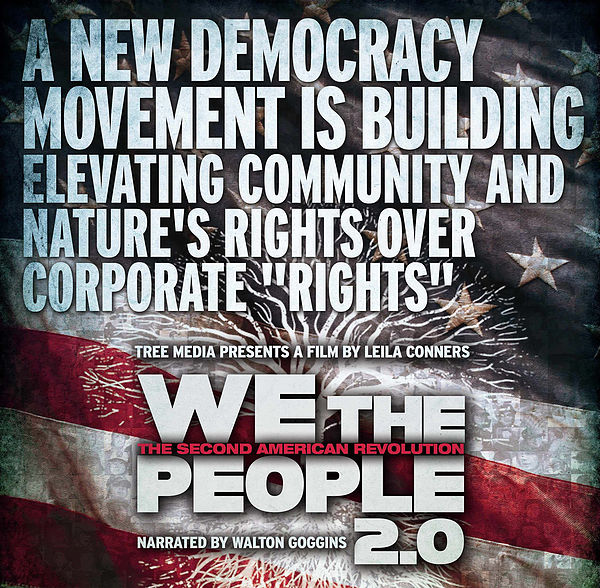 A NEW DEMOCRACY
MOVEMENT IS BUILDING
ELEVATING COMMUNITY AND
NATURE'S RIGHTS OVER
CORPORATE "RIGHTS"
TREE MEDIA PRESENTS A FILM BY LEILA CONNERS
WE THE
THE SECOND AMERICAN REVOLUTION
PEOPLE
2.0
NARRATED BY WALTON GOGGINS